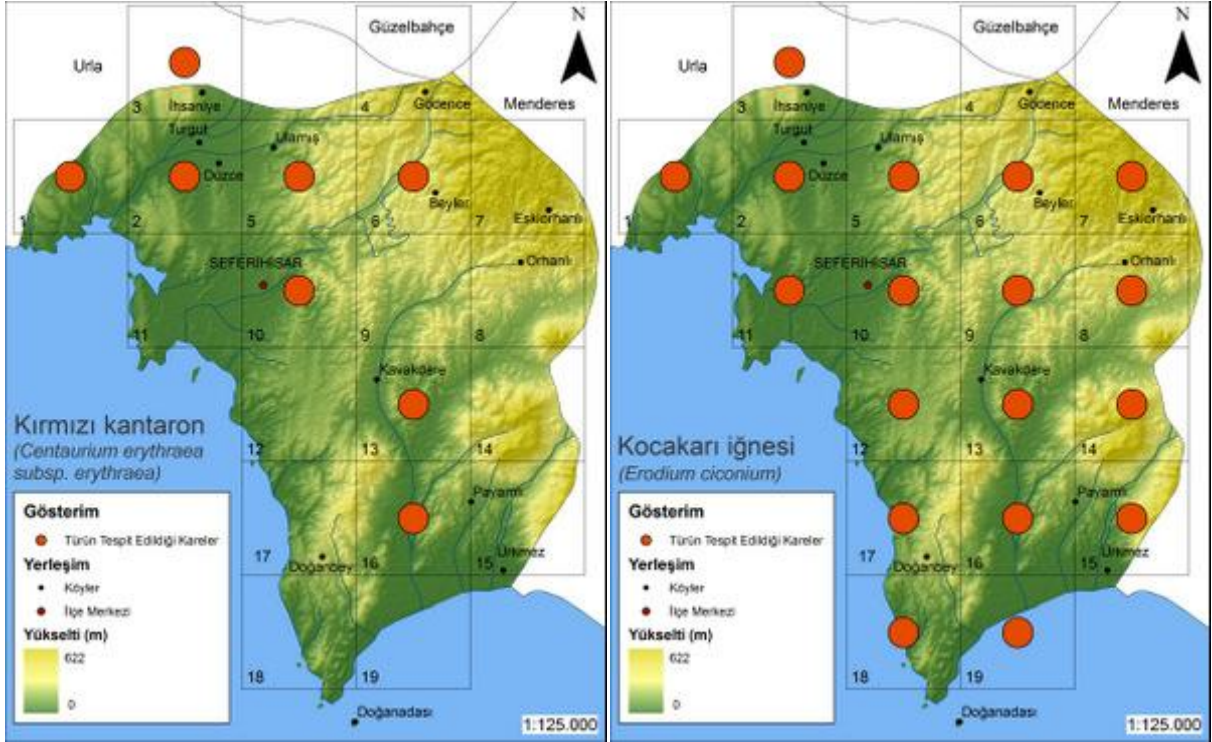 Güzelbahçe
N
Urla
3
İhsaniye
4
Gödence
Menderes
Turgut
Ulamış
Düzce
Beyler
1
2
5
6
7
Eskiorhanlı
SEFERİHİSAR
Orhanlı
11
10
9
8
Kavakdere
Kırmızı kantaron
(Centaurium erythraea
subsp. erythraea)
12
13
14
Payamlı
Gösterim
Türün Tespit Edildiği Kareler
Yerleşim
Köyler
İlçe Merkezi
Yükselti (m)
622
0
17
Doğanbey
16
15
Ürkmez
18
19
Doğanadası
1:125.000
Güzelbahçe
N
Urla
3
İhsaniye
4
Gödence
Menderes
Turgut
Ulamış
Düzce
Beyler
1
2
5
6
7
Eskiorhanlı
SEFERİHİSAR
Orhanlı
11
10
9
8
Kavakdere
Kocakarı iğnesi
(Erodium ciconium)
12
13
14
Payamlı
Gösterim
Türün Tespit Edildiği Kareler
Yerleşim
Köyler
İlçe Merkezi
Yükselti (m)
622
0
17
Doğanbey
16
15
Ürkmez
18
19
Doğanadası
1:125.000